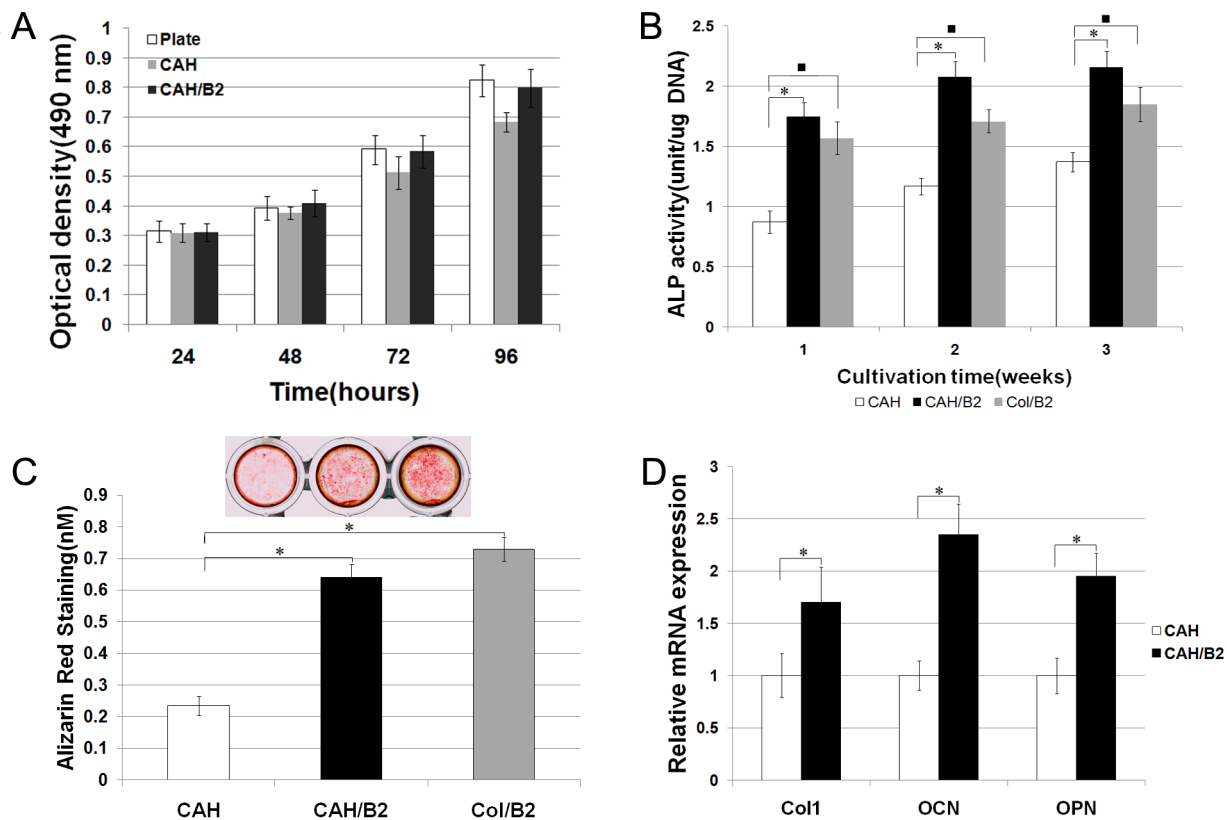 A
Optical density(490 nm)
1
0.9
0.8
0.7
0.6
0.5
0.4
0.3
0.2
0.1
0
Plate
CAH
CAH/B2
24 48 72 96
Time(hours)
B
ALP activity(unit/ug DNA)
2.5
2
1.5
1
0.5
0
* * *
1 2 3
Cultivation time(weeks)
CAH CAH/B2 Col/B2
C
Alizarin Red Staining(nM)
0.9
0.8
0.7
0.6
0.5
0.4
0.3
0.2
0.1
0
*
*
CAH CAH/B2 Col/B2
D
Relative mRNA expression
3
2.5
2
1.5
1
0.5
0
* * *
CAH
CAH/B2
Col1 OCN OPN